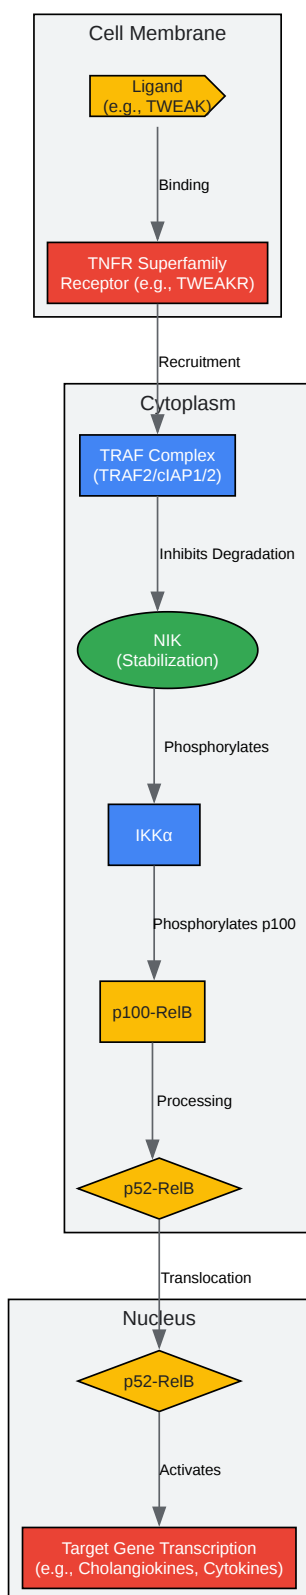 Cell Membrane
Ligand
(e.g., TWEAK)
Binding
TNFR Superfamily
Receptor (e.g., TWEAKR)
Recruitment
Cytoplasm
TRAF Complex
(TRAF2/cIAP1/2)
Inhibits Degradation
NIK
(Stabilization)
Phosphorylates
IKKα
Phosphorylates p100
p100-RelB
Processing
p52-RelB
Translocation
Nucleus
p52-RelB
Activates
Target Gene Transcription
(e.g., Cholangiokines, Cytokines)